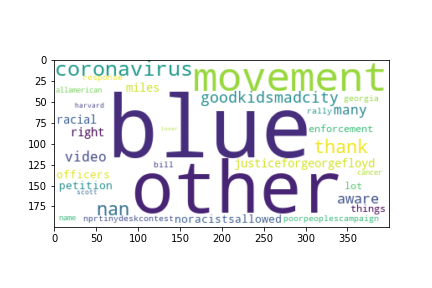 0
coronavirus
response
movement
25
allamerican
miles
goodkidsmadcity
georgia
50
harvard
blue
rally
many
75
racial
right
lower
enforcement
100
video
thank
125
bill
justiceforgeorgefloyd
officers
other
cancer
150
petition
scott
lot
aware
175
nan
things
name
nprtinydeskcontest
noracistsallowed
poorpeoplescampaign
0 50 100 150 200 250 300 350